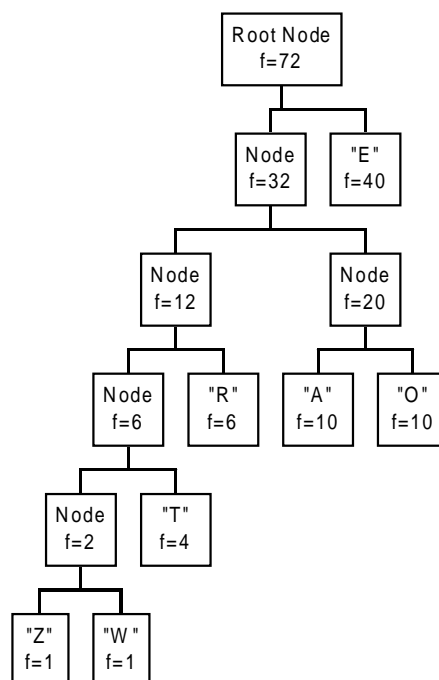 Root Node
f=72
Node
f=32
"E"
f=40
Node
f=12
Node
f=20
Node
f=6
"R"
f=6
"A"
f=10
"O"
f=10
Node
f=2
"T"
f=4
"Z"
f=1
"W"
f=1